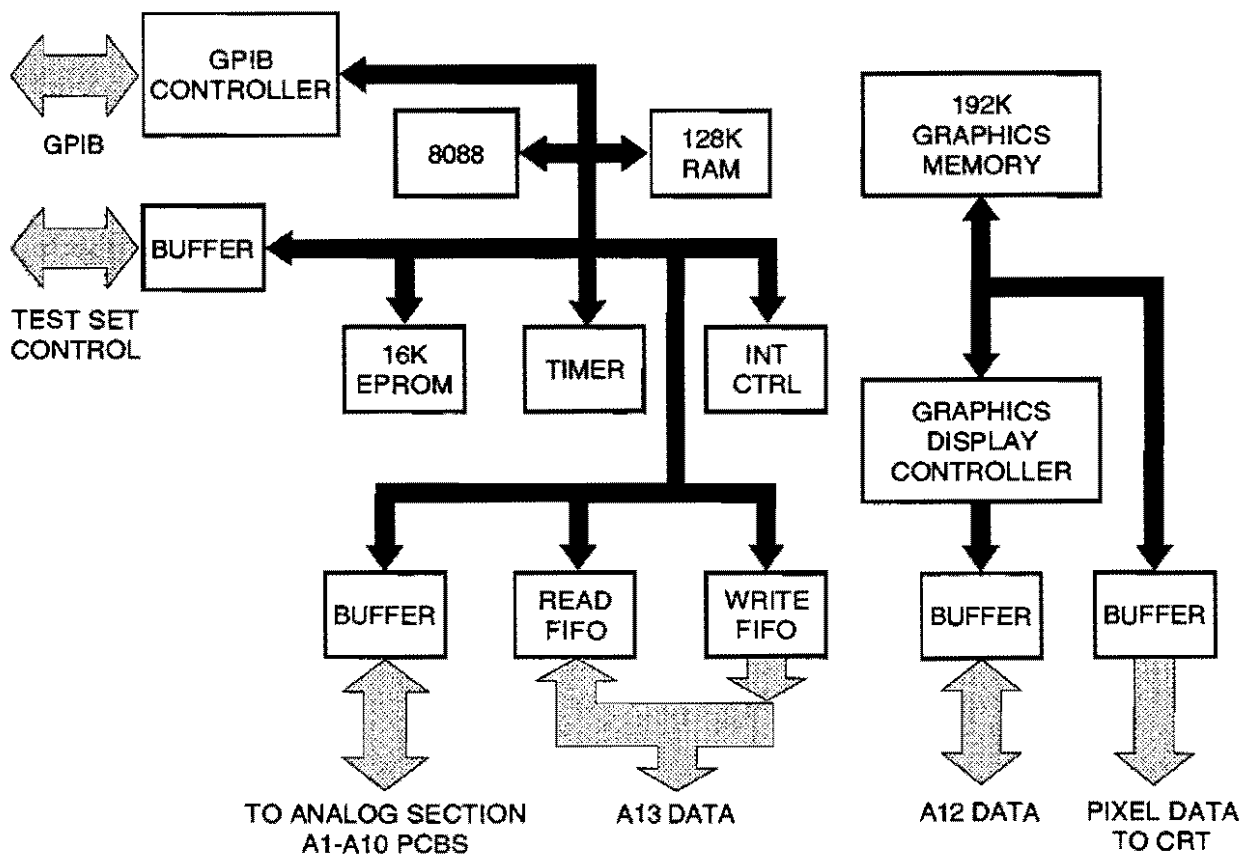 GPIB
CONTROLLER
GPIB
8088
128K
RAM
192K
GRAPHICS
MEMORY
BUFFER
TEST SET
CONTROL
16K
EPROM
TIMER
INT
CTRL
GRAPHICS
DISPLAY
CONTROLLER
BUFFER
READ
FIFO
WRITE
FIFO
BUFFER
BUFFER
TO ANALOG SECTION
A1-A10 PCBS
A13 DATA
A12 DATA
PIXEL DATA
TO CRT